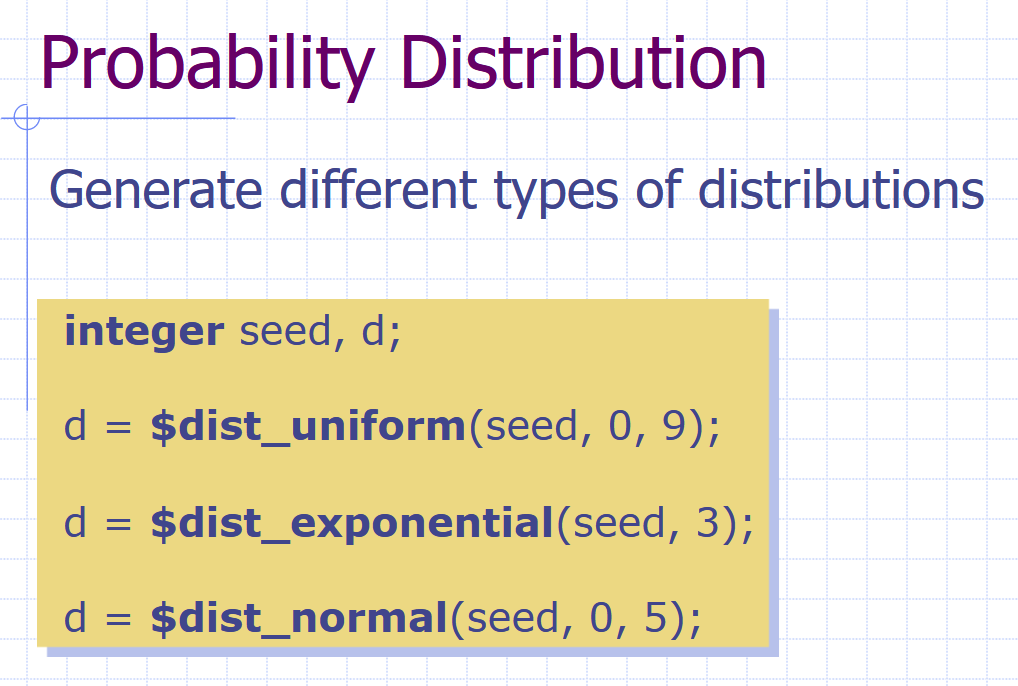 Probability Distribution
Generate different types of distributions
integer seed, d;
d = $dist_uniform(seed, 0, 9);
d = $dist_exponential(seed, 3);
d = $dist_normal(seed, 0, 5);